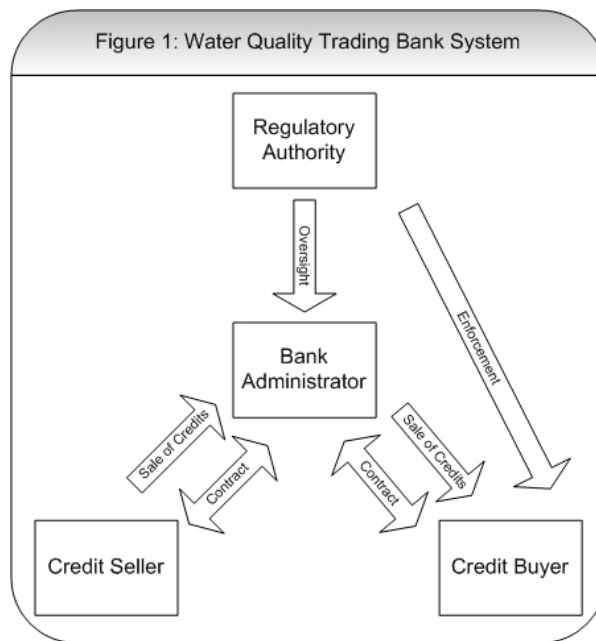 Figure 1: Water Quality Trading Bank System
Regulatory
Authority
Oversight
Enforcement
Bank
Administrator
Sale of Credits
Contract
Contract
Sale of Credits
Credit Seller
Credit Buyer